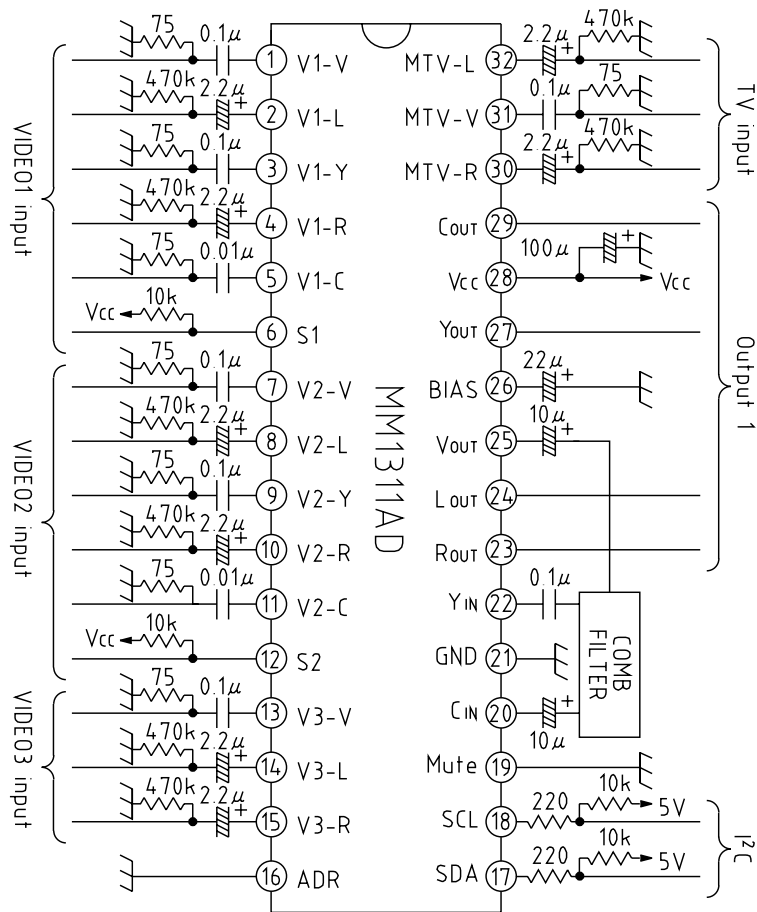 75 0.1μ 1 V1-V
470k 2.2μ + 2 V1-L
75 0.1μ 3 V1-Y
470k 2.2μ + 4 V1-R
75 0.01μ 5 V1-C
Vcc 10k 6 S1
VIDEO1 input
75 0.1μ 7 V2-V
470k 2.2μ + 8 V2-L
75 0.1μ 9 V2-Y
470k 2.2μ + 10 V2-R
75 0.01μ 11 V2-C
Vcc 10k 12 S2
VIDEO2 input
75 0.1μ 13 V3-V
470k 2.2μ + 14 V3-L
470k 2.2μ + 15 V3-R
VIDEO3 input
16 ADR
MM1311AD
MTV-L 32 2.2μ + 470k
MTV-V 31 0.1μ 75
MTV-R 30 2.2μ + 470k
TV input
COUT 29
Vcc 28 100μ + Vcc
YOUT 27
BIAS 26 22μ +
VOUT 25 10μ +
LOUT 24
ROUT 23
Output 1
YIN 22 0.1μ
GND 21
CIN 20 + 10μ
COMB
FILTER
Mute 19
SCL 18 220 10k 5V
SDA 17 220 10k 5V
I²C